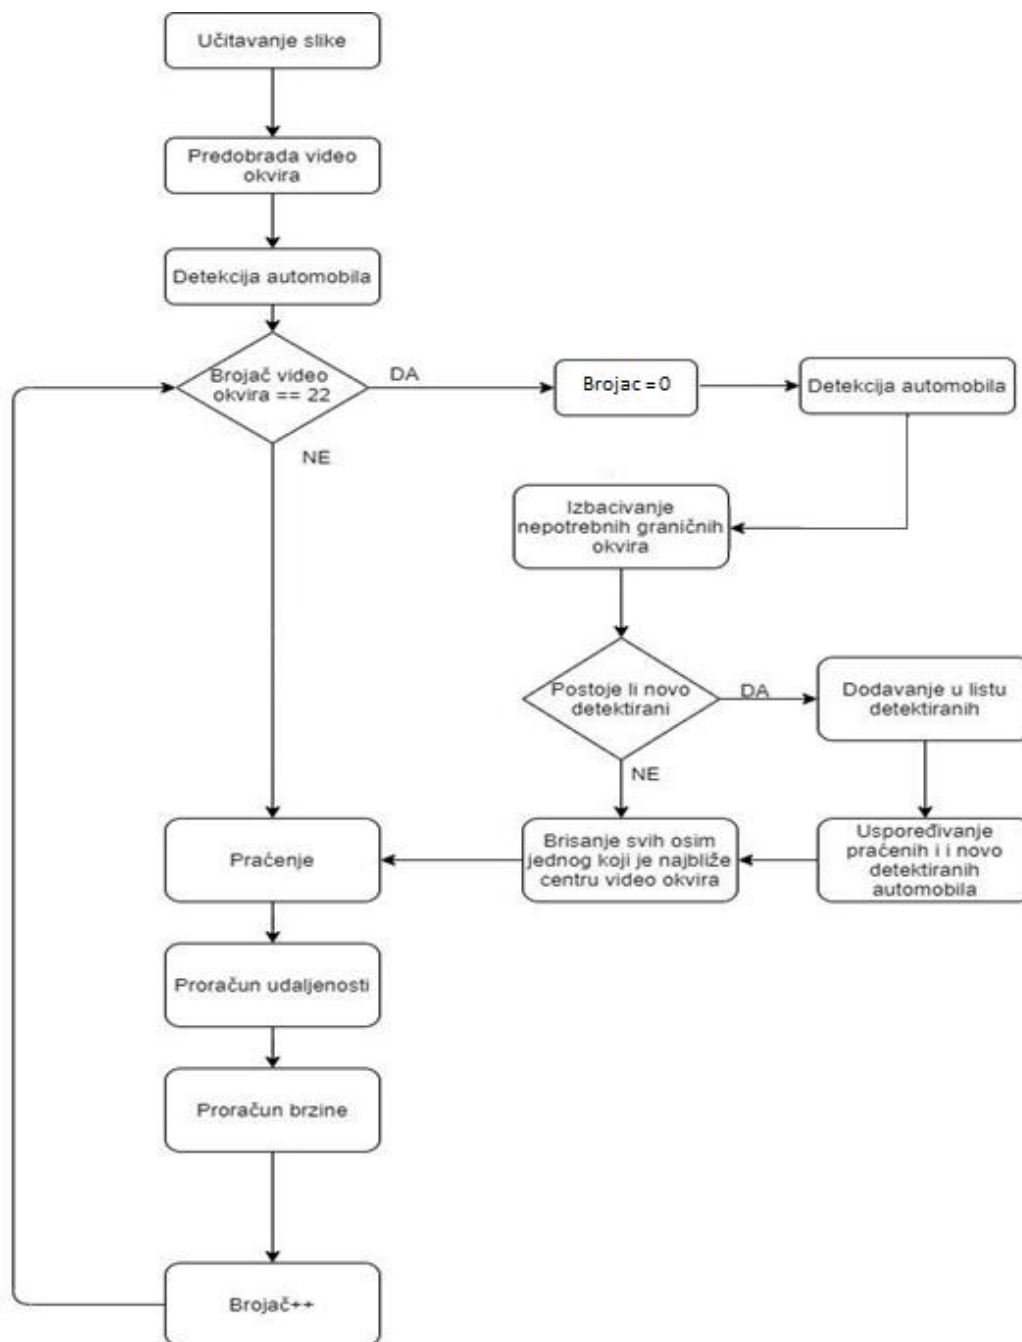 Učitavanje slike
Predobrada video
okvira
Detekcija automobila
Brojač video
okvira == 22
DA
Brojac = 0
Detekcija automobila
NE
Izbacivanje
nepotrebnih graničnih
okvira
Postoje li novo
detektirani
DA
Dodavanje u listu
detektiranih
NE
Praćenje
Brisanje svih osim
jednog koji je najbliže
centru video okvira
Uspoređivanje
praćenih i i novo
detektiranih
automobila
Proračun udaljenosti
Proračun brzine
Brojač++